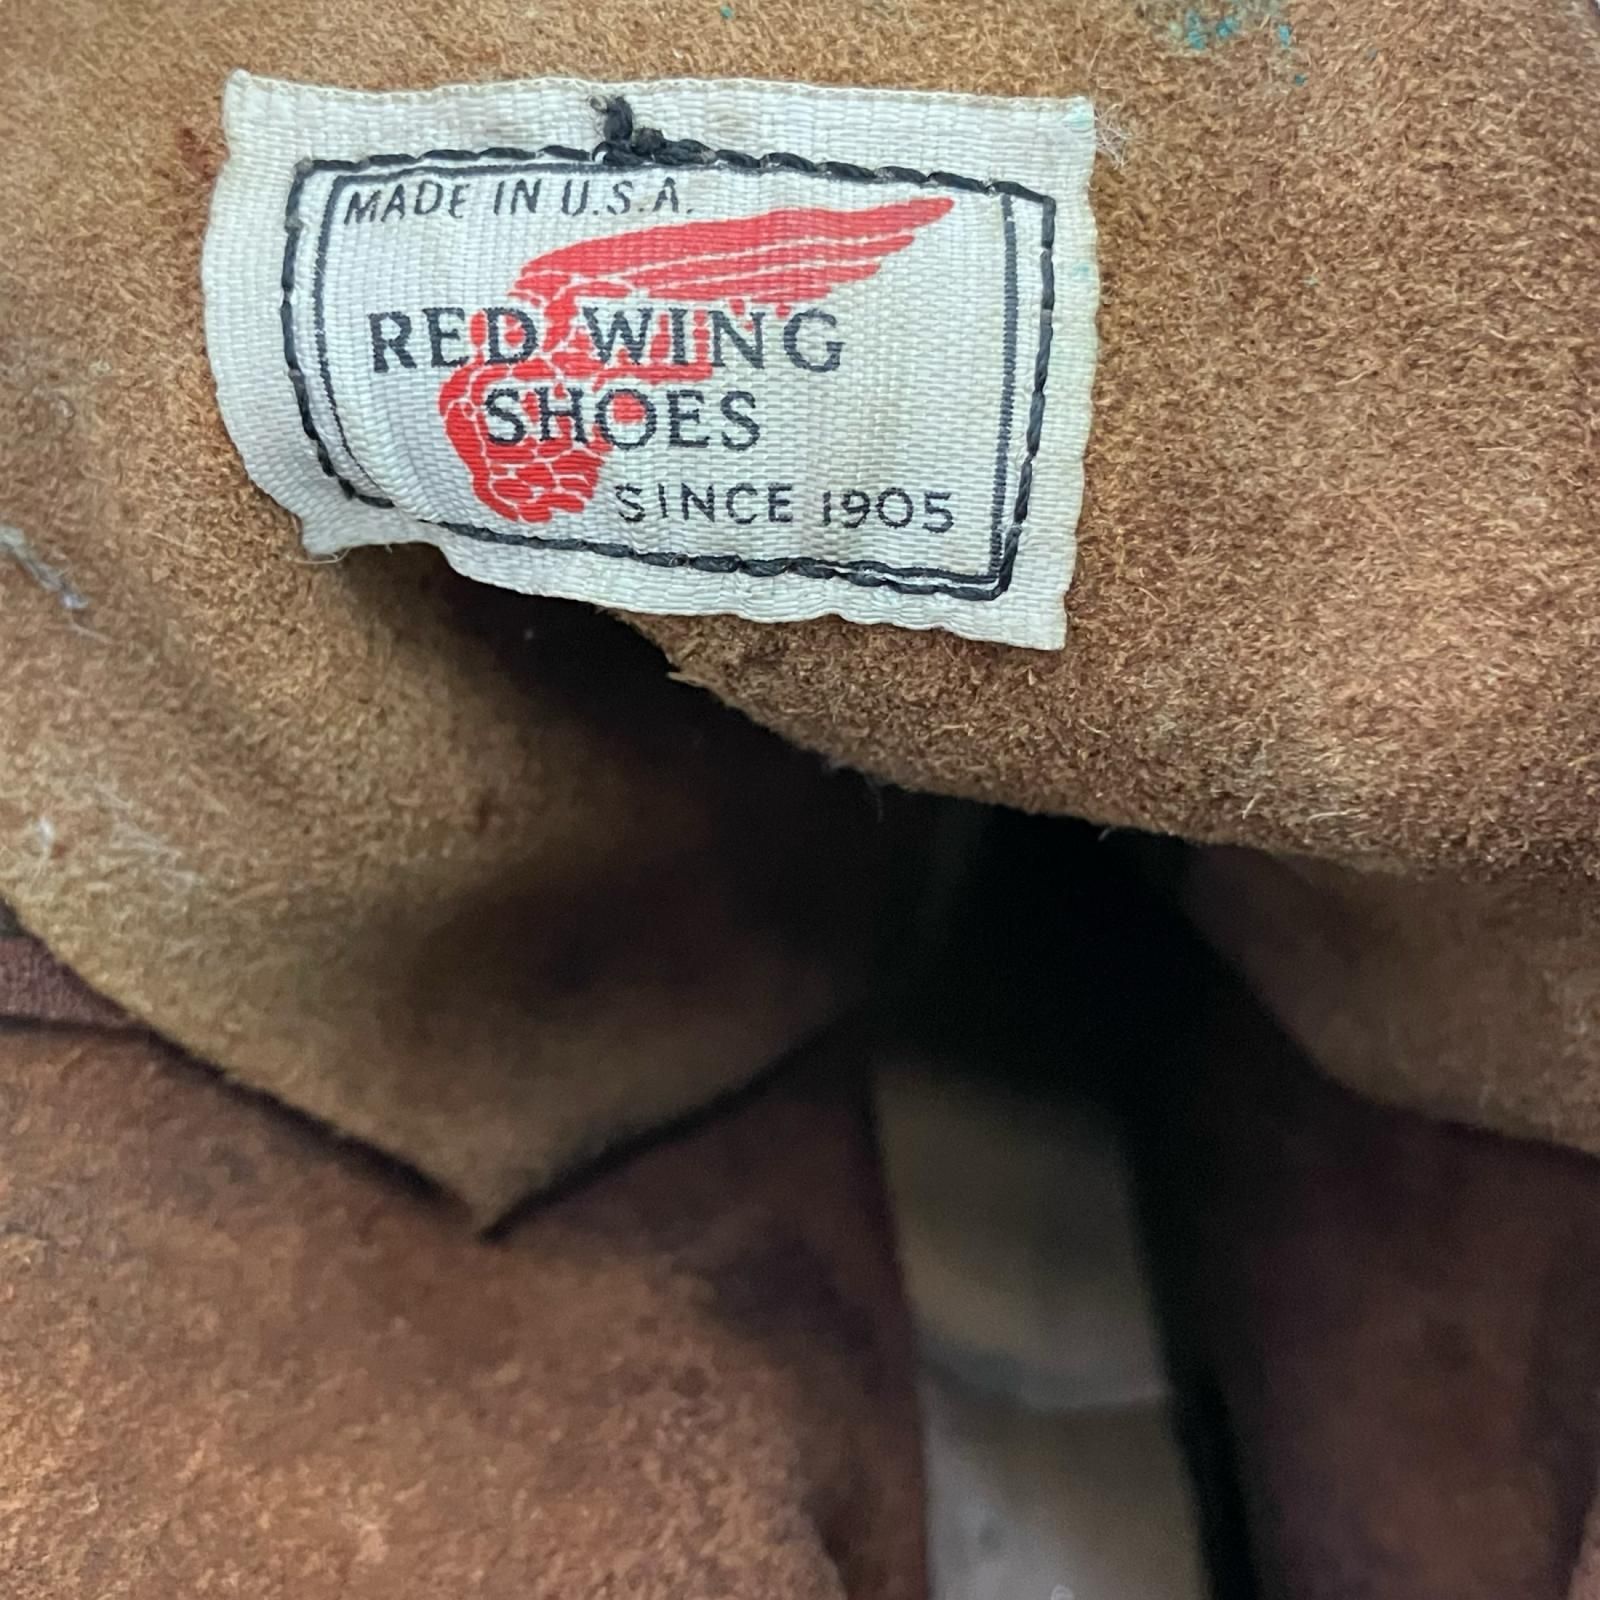 MADE IN U.S.A.
RED WING
SHOES
SINCE 1905